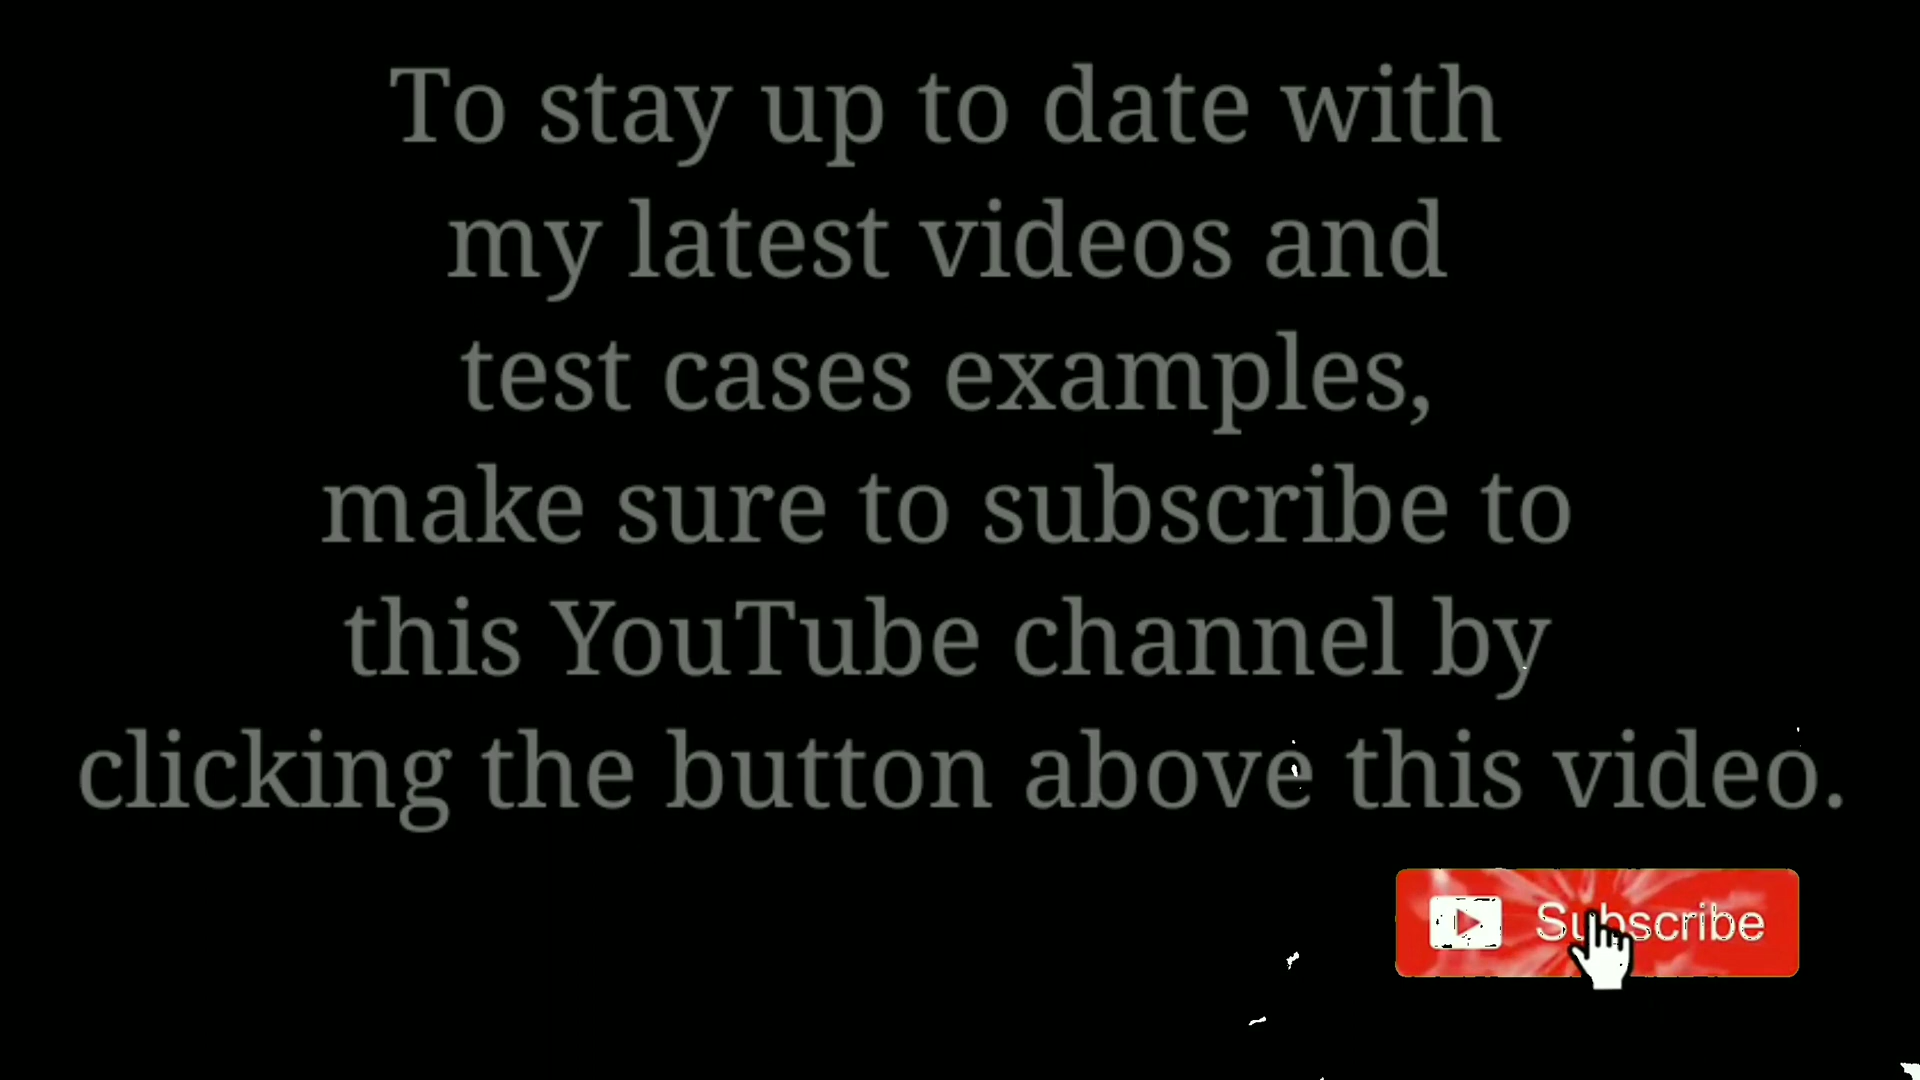 To stay up to date with
my latest videos and
test cases examples,
make sure to subscribe to
this YouTube channel by
clicking the button above this video.
Subscribe